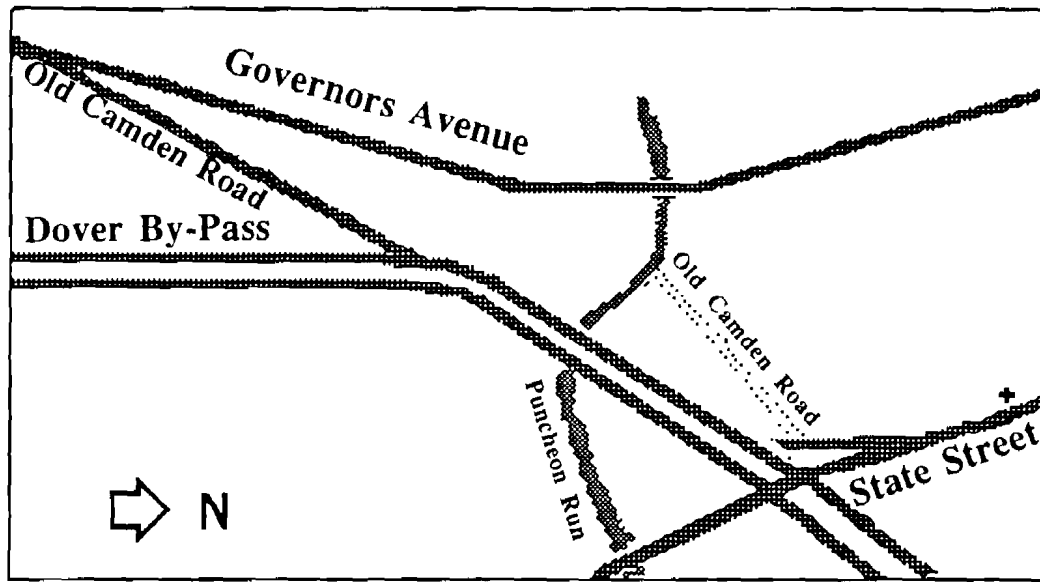 Governors Avenue
Old Camden Road
Dover By-Pass
Old Camden Road
Puncheon Run
State Street
N